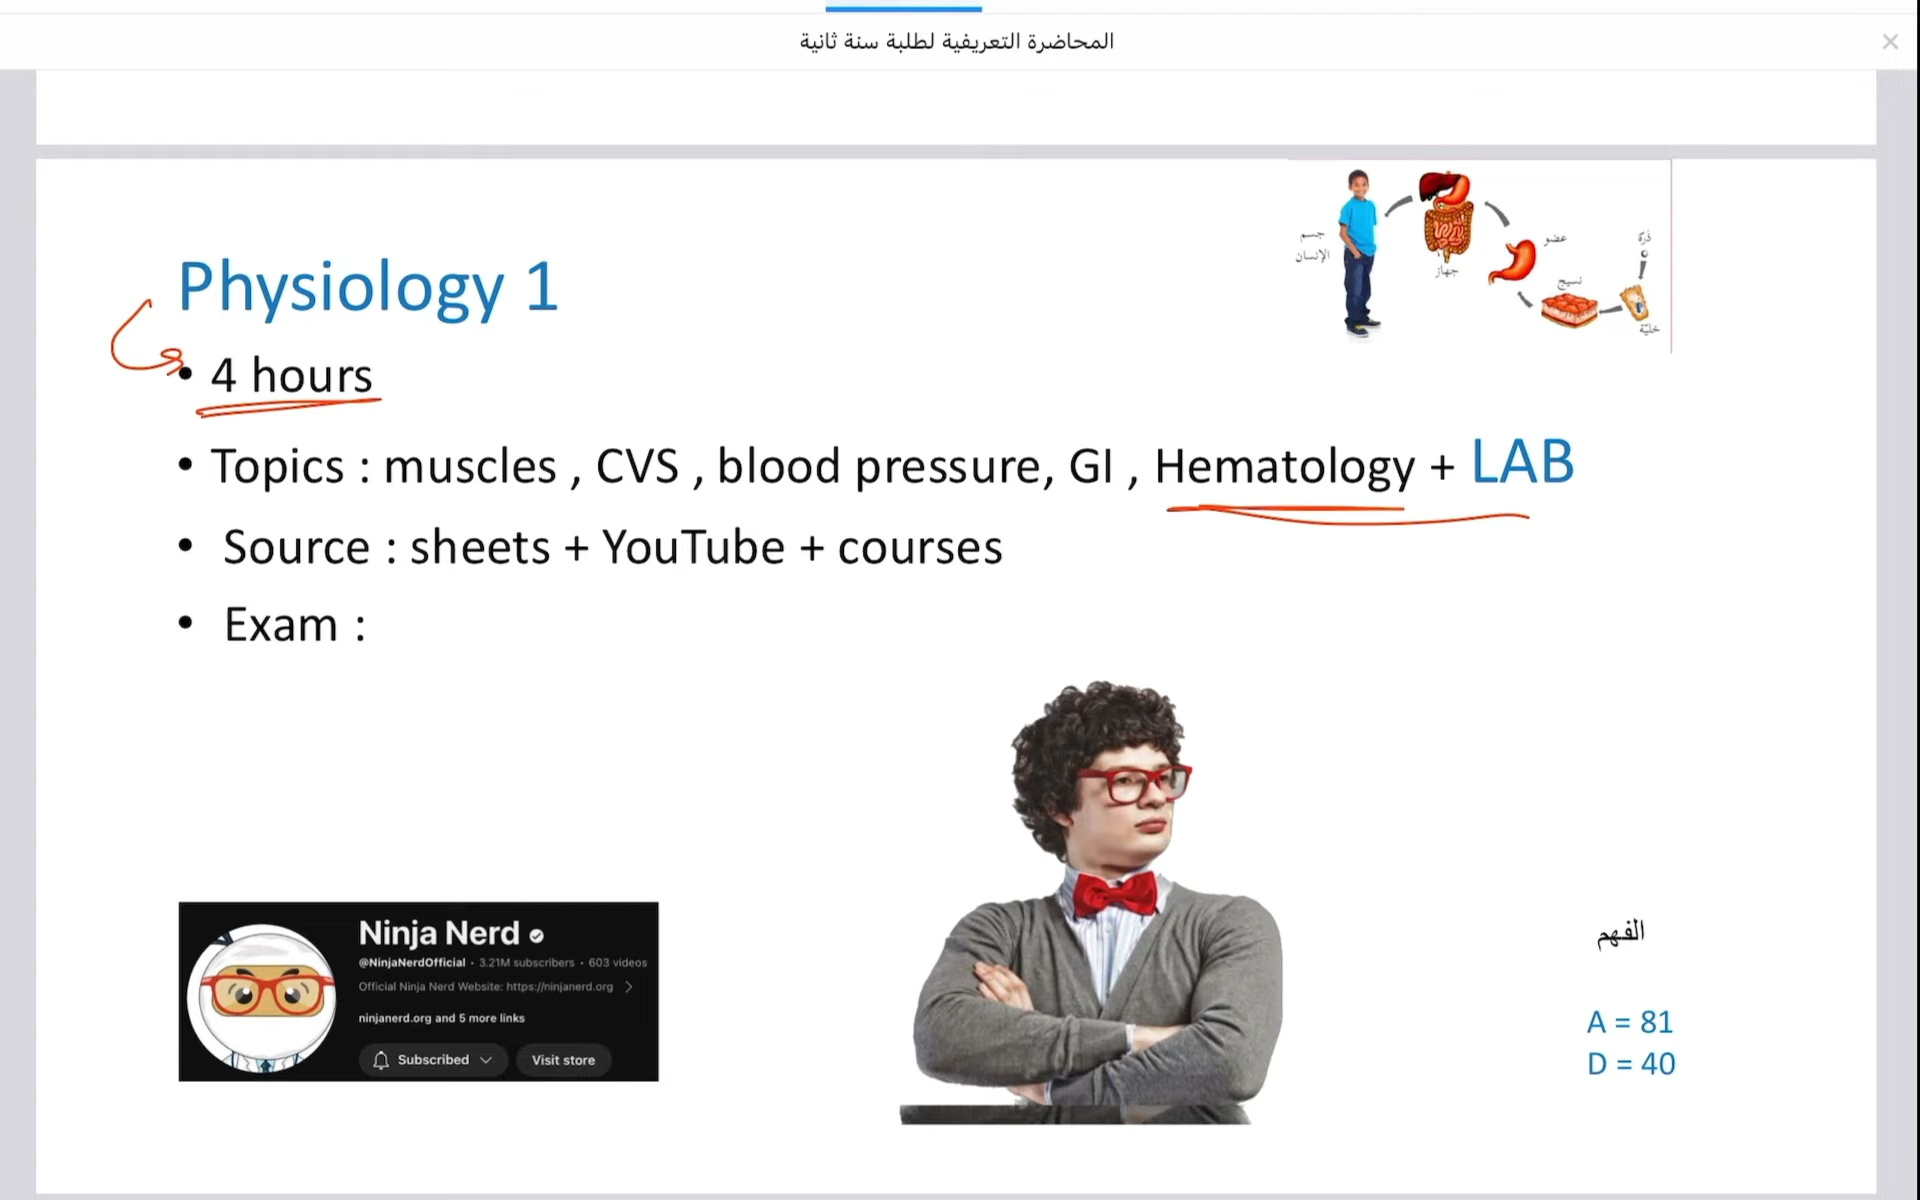 المحاضرة التعريفية لطلبة سنة ثانية
Physiology 1
جسم
الإنسان
جهاز
عضو
نسيج
ذرة
خلية
• 4 hours
• Topics : muscles , CVS , blood pressure, GI , Hematology + LAB
• Source : sheets + YouTube + courses
• Exam :
Ninja Nerd
@NinjaNerdOfficial · 3.21M subscribers · 603 videos
Official Ninja Nerd Website: https://ninjanerd.org >
ninjanerd.org and 5 more links
Subscribed
Visit store
الفهم
A = 81
D = 40